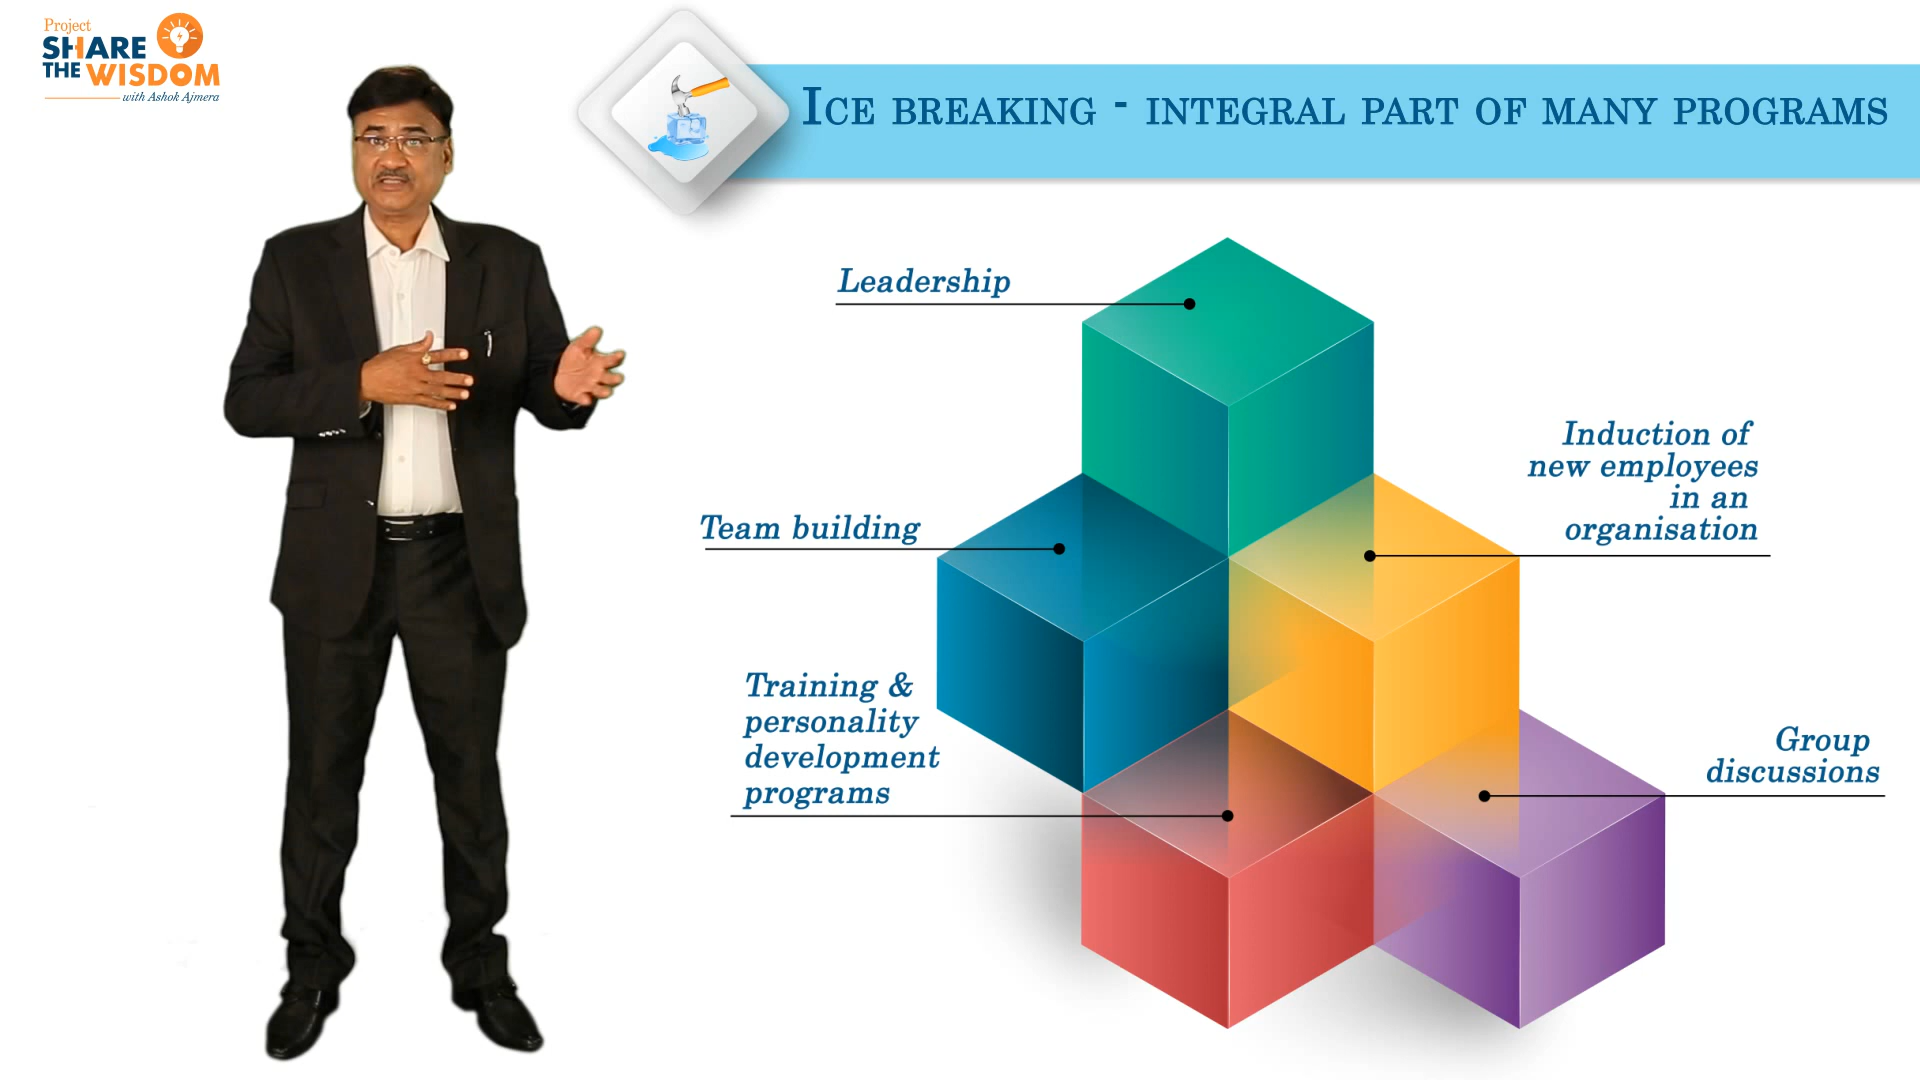 Project
SHARE
THE WISDOM
with Ashok Ajmera
Ice breaking - integral part of many programs
Leadership
Induction of
new employees
in an
organisation
Team building
Training &
personality
development
programs
Group
discussions